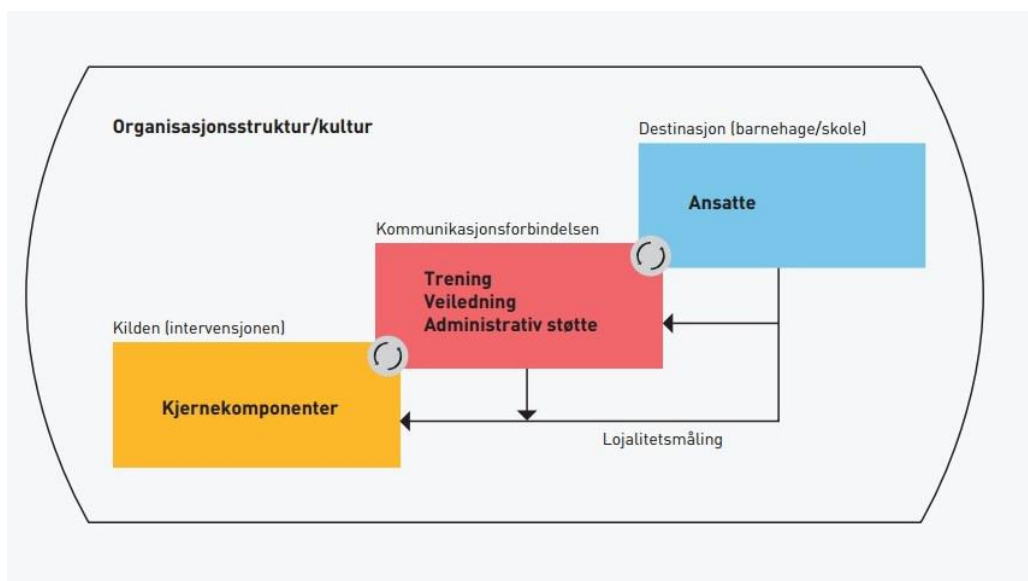 Organisasjonsstruktur/kultur
Destinasjon (barnehage/skole)
Ansatte
Kommunikasjonsforbindelsen
Trening
Veiledning
Administrativ støtte
Kilden (intervensjonen)
Kjernekomponenter
Lojalitetsmåling